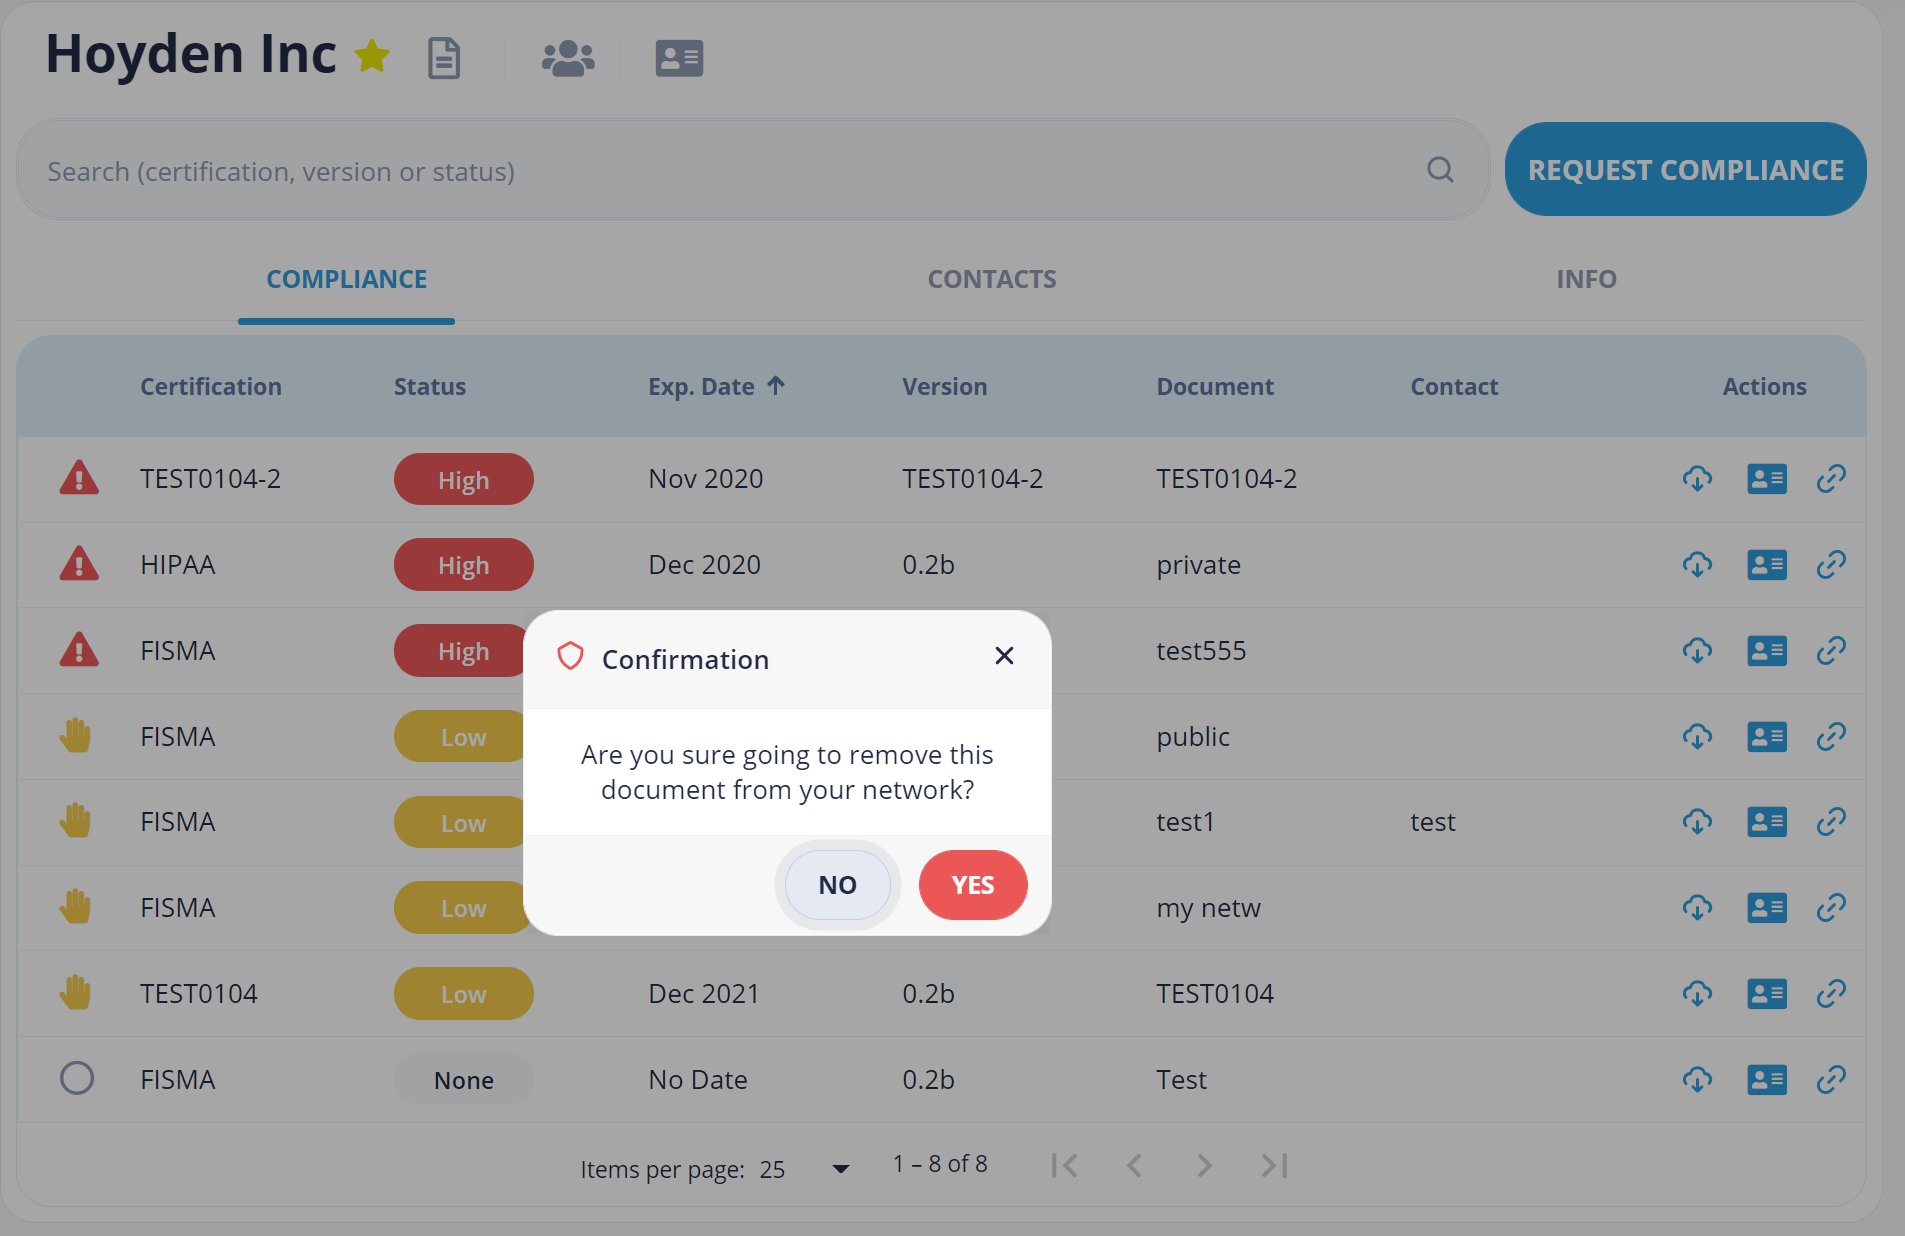 Hoyden Inc
Search (certification, version or status)
REQUEST COMPLIANCE
COMPLIANCE CONTACTS INFO
Certification Status Exp. Date Version Document Contact Actions
TEST0104-2 High Nov 2020 TEST0104-2 TEST0104-2
HIPAA High Dec 2020 0.2b private
FISMA High test555
FISMA Low public
FISMA Low test1 test
FISMA Low my netw
TEST0104 Low Dec 2021 0.2b TEST0104
FISMA None No Date 0.2b Test
Items per page: 25 1 – 8 of 8
Confirmation
Are you sure going to remove this
document from your network?
NO YES